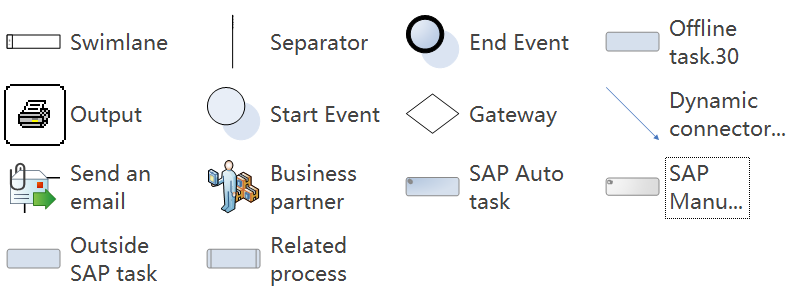 Swimlane
Separator
End Event
Offline
task.30
Output
Start Event
Gateway
Dynamic
connector...
Send an
email
Business
partner
SAP Auto
task
SAP
Manu...
Outside
SAP task
Related
process